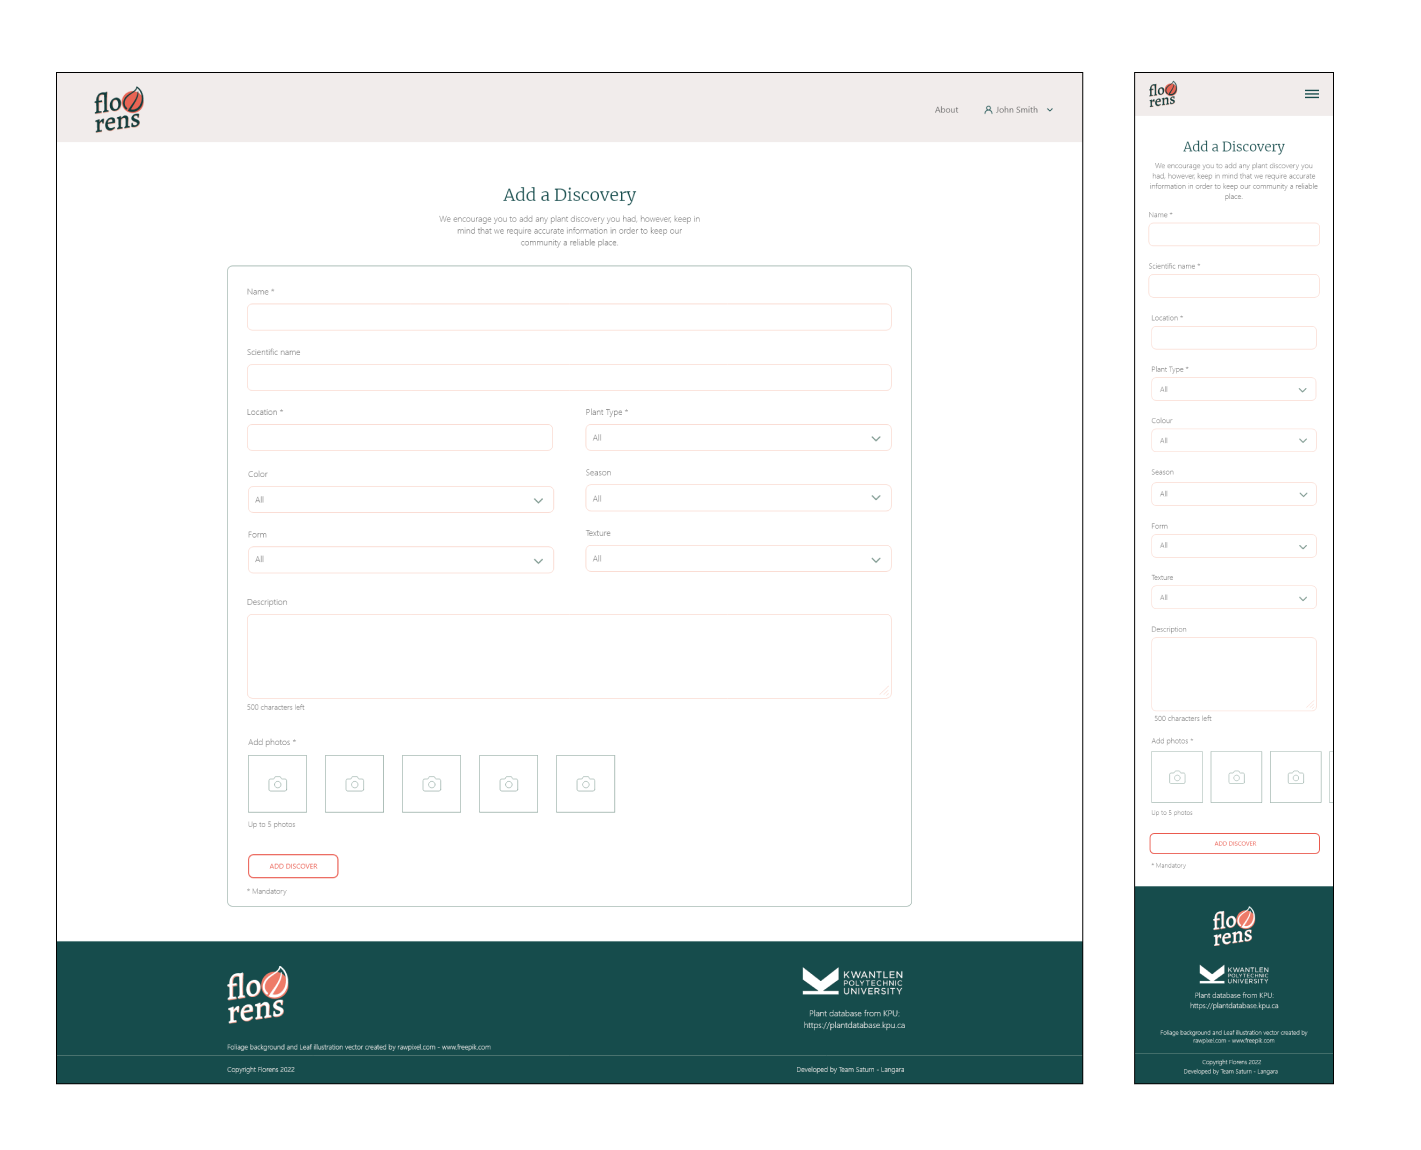 flo
rens
About
John Smith
Add a Discovery
We encourage you to add any plant discovery you had, however, keep in
mind that we require accurate information in order to keep our
community a reliable place.
Name *
Scientific name
Location *
Plant Type *
All
Color
Season
All
All
Form
Texture
All
All
Description
500 characters left
Add photos *
Up to 5 photos
ADD DISCOVER
* Mandatory
flo
rens
KWANTLEN
POLYTECHNIC
UNIVERSITY
Plant database from KPU:
https://plantdatabase.kpu.ca
Foliage background and Leaf illustration vector created by rawpixel.com - www.freepik.com
Copyright Florens 2022
Developed by Team Saturn - Langara
flo
rens
Add a Discovery
We encourage you to add any plant discovery you
had, however, keep in mind that we require accurate
information in order to keep our community a reliable
place.
Name *
Scientific name *
Location *
Plant Type *
All
Colour
All
Season
All
Form
All
Texture
All
Description
500 characters left
Add photos *
Up to 5 photos
ADD DISCOVER
* Mandatory
flo
rens
KWANTLEN
POLYTECHNIC
UNIVERSITY
Plant database from KPU:
https://plantdatabase.kpu.ca
Foliage background and Leaf illustration vector created by
rawpixel.com - www.freepik.com
Copyright Florens 2022
Developed by Team Saturn - Langara